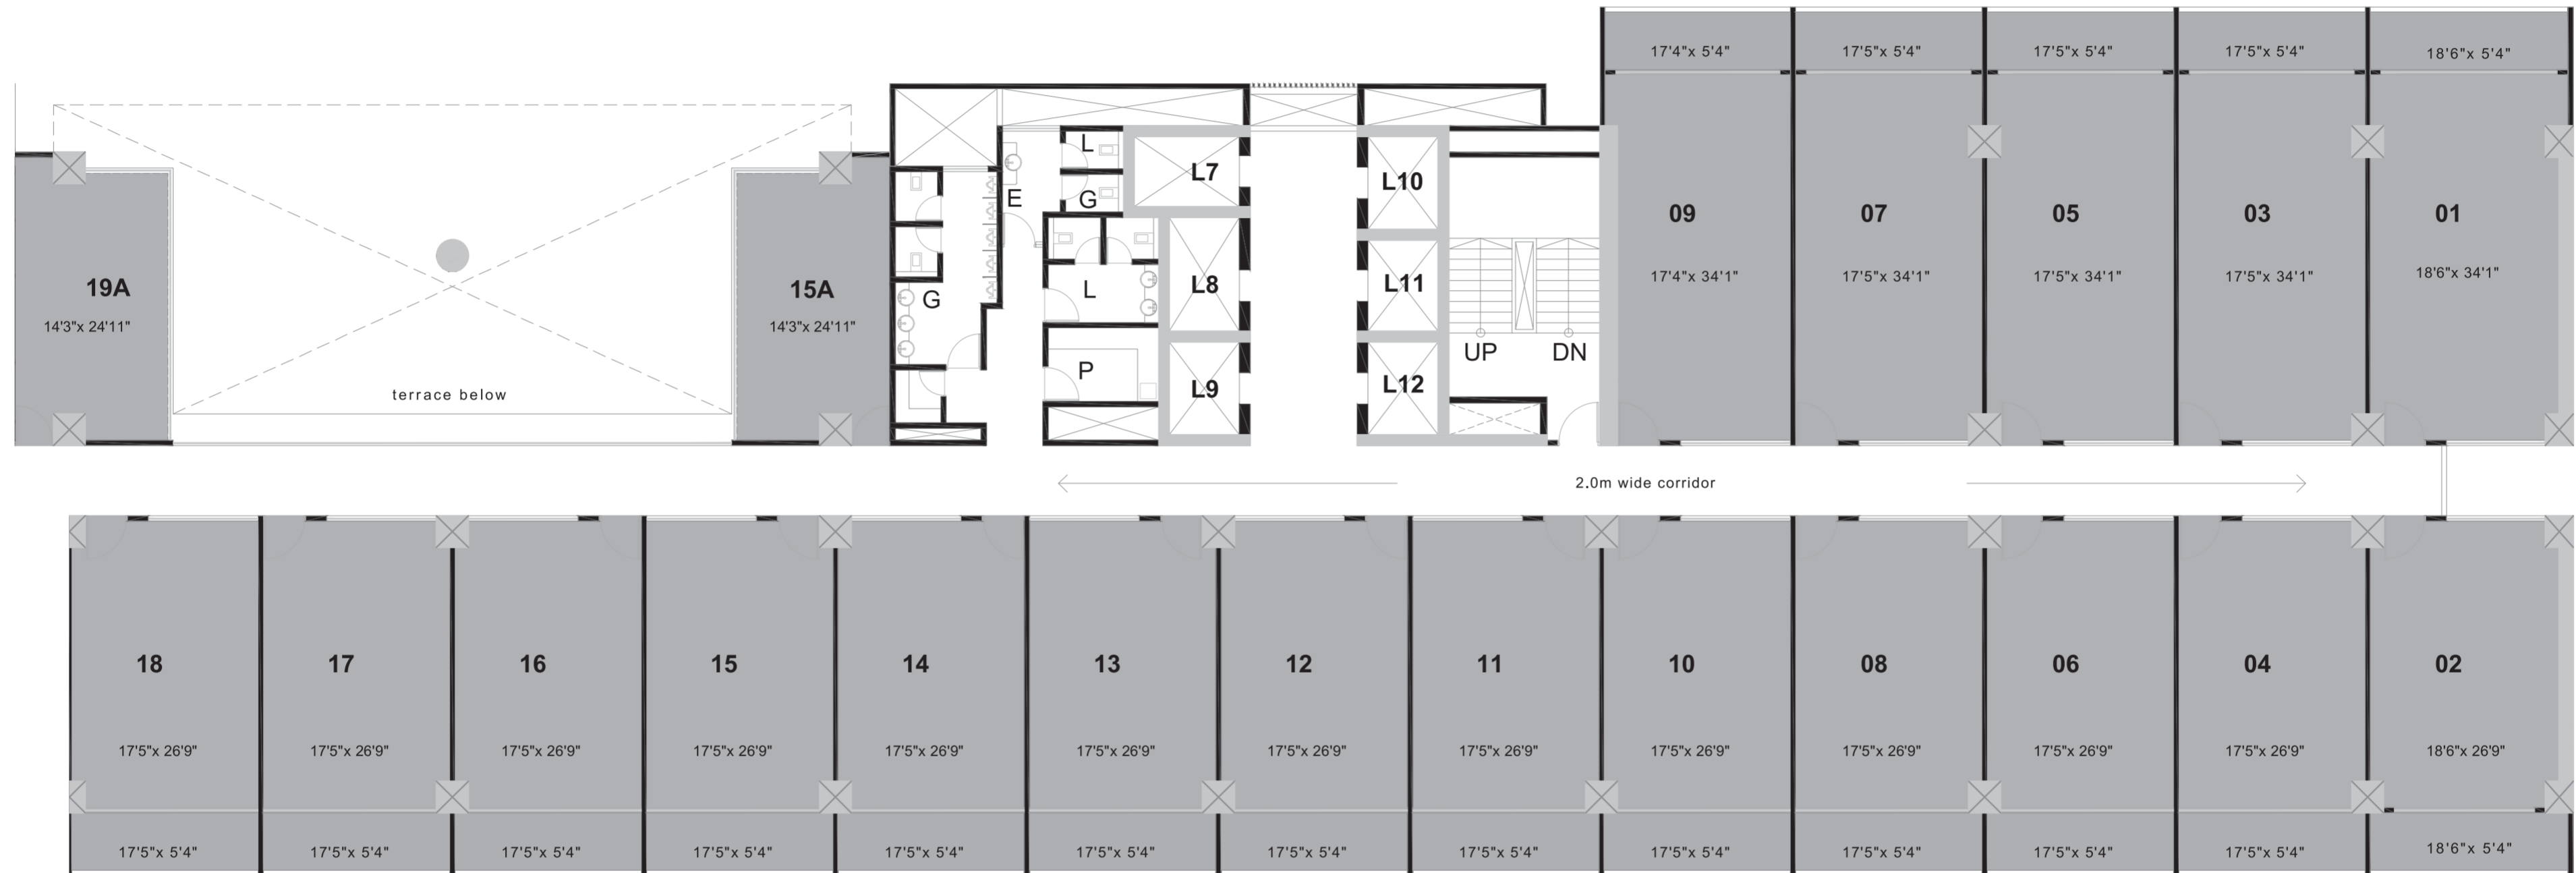 17'4"x 5'4"
17'5"x 5'4"
17'5"x 5'4"
17'5"x 5'4"
18'6"x 5'4"
L
L7
L10
E
G
09
07
05
03
01
17'4"x 34'1"
17'5"x 34'1"
17'5"x 34'1"
17'5"x 34'1"
18'6"x 34'1"
19A
14'3"x 24'11"
15A
14'3"x 24'11"
G
L
L8
L11
terrace below
P
L9
L12
UP
DN
2.0m wide corridor
18
17
16
15
14
13
12
11
10
08
06
04
02
17'5"x 26'9"
17'5"x 26'9"
17'5"x 26'9"
17'5"x 26'9"
17'5"x 26'9"
17'5"x 26'9"
17'5"x 26'9"
17'5"x 26'9"
17'5"x 26'9"
17'5"x 26'9"
17'5"x 26'9"
17'5"x 26'9"
18'6"x 26'9"
17'5"x 5'4"
17'5"x 5'4"
17'5"x 5'4"
17'5"x 5'4"
17'5"x 5'4"
17'5"x 5'4"
17'5"x 5'4"
17'5"x 5'4"
17'5"x 5'4"
17'5"x 5'4"
17'5"x 5'4"
17'5"x 5'4"
18'6"x 5'4"